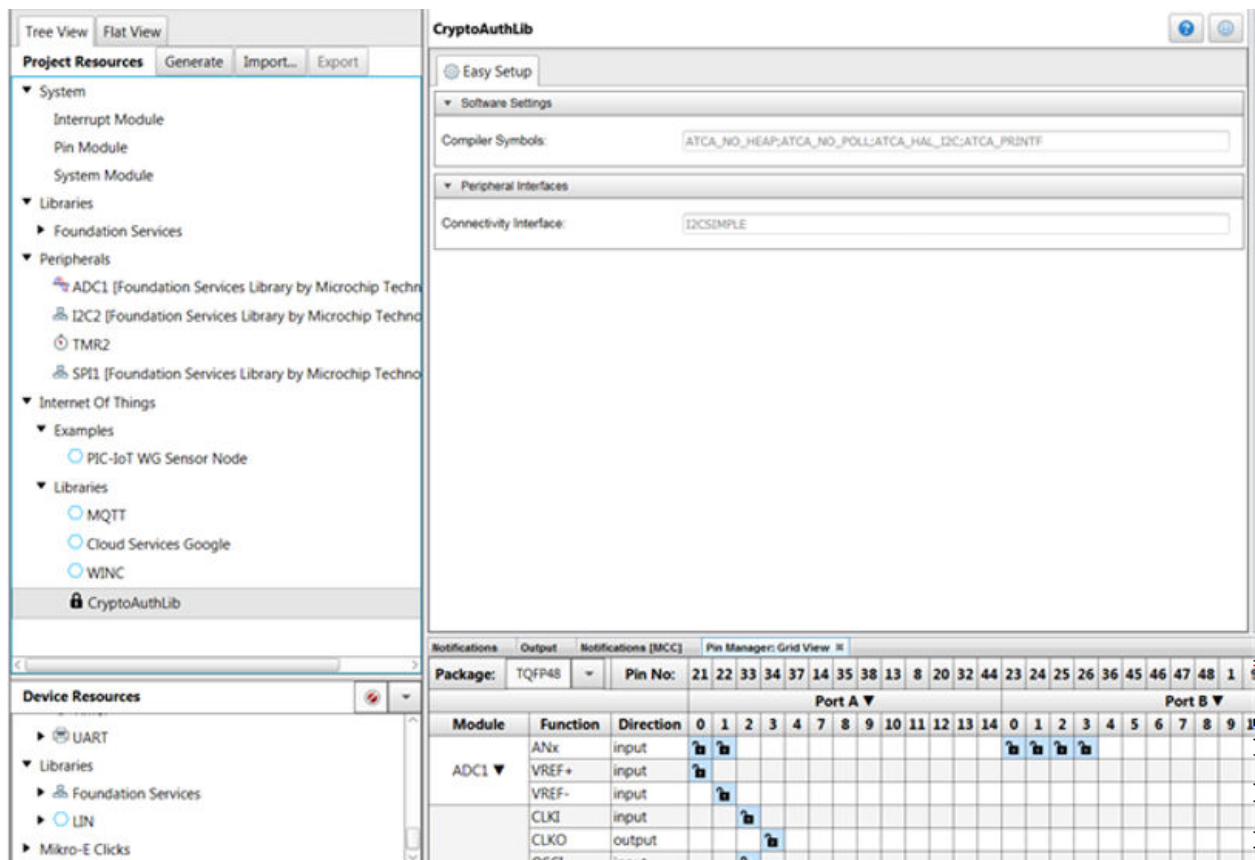 Tree View Flat View
Project Resources Generate Import... Export
System
Interrupt Module
Pin Module
System Module
Libraries
Foundation Services
Peripherals
ADC1 [Foundation Services Library by Microchip Techn
I2C2 [Foundation Services Library by Microchip Techno
TMR2
SPI1 [Foundation Services Library by Microchip Techno
Internet Of Things
Examples
PIC-IoT WG Sensor Node
Libraries
MQTT
Cloud Services Google
WINC
CryptoAuthLib
Device Resources
UART
Libraries
Foundation Services
LIN
Mikro-E Clicks
CryptoAuthLib
Easy Setup
Software Settings
Compiler Symbols: ATCA_NO_HEAP;ATCA_NO_POLL;ATCA_HAL_I2C;ATCA_PRINTF
Peripheral Interfaces
Connectivity Interface: I2CSIMPLE
Notifications Output Notifications [MCC] Pin Manager: Grid View
Package: TQFP48 Pin No: 21 22 33 34 37 14 35 38 13 8 20 32 44 23 24 25 26 36 45 46 47 48 1
Port A ▼ Port B ▼
Module Function Direction 0 1 2 3 4 7 8 9 10 11 12 13 14 0 1 2 3 4 5 6 7 8 9
ADC1 ▼
ANx input
VREF+ input
VREF- input
CLKI input
CLKO output